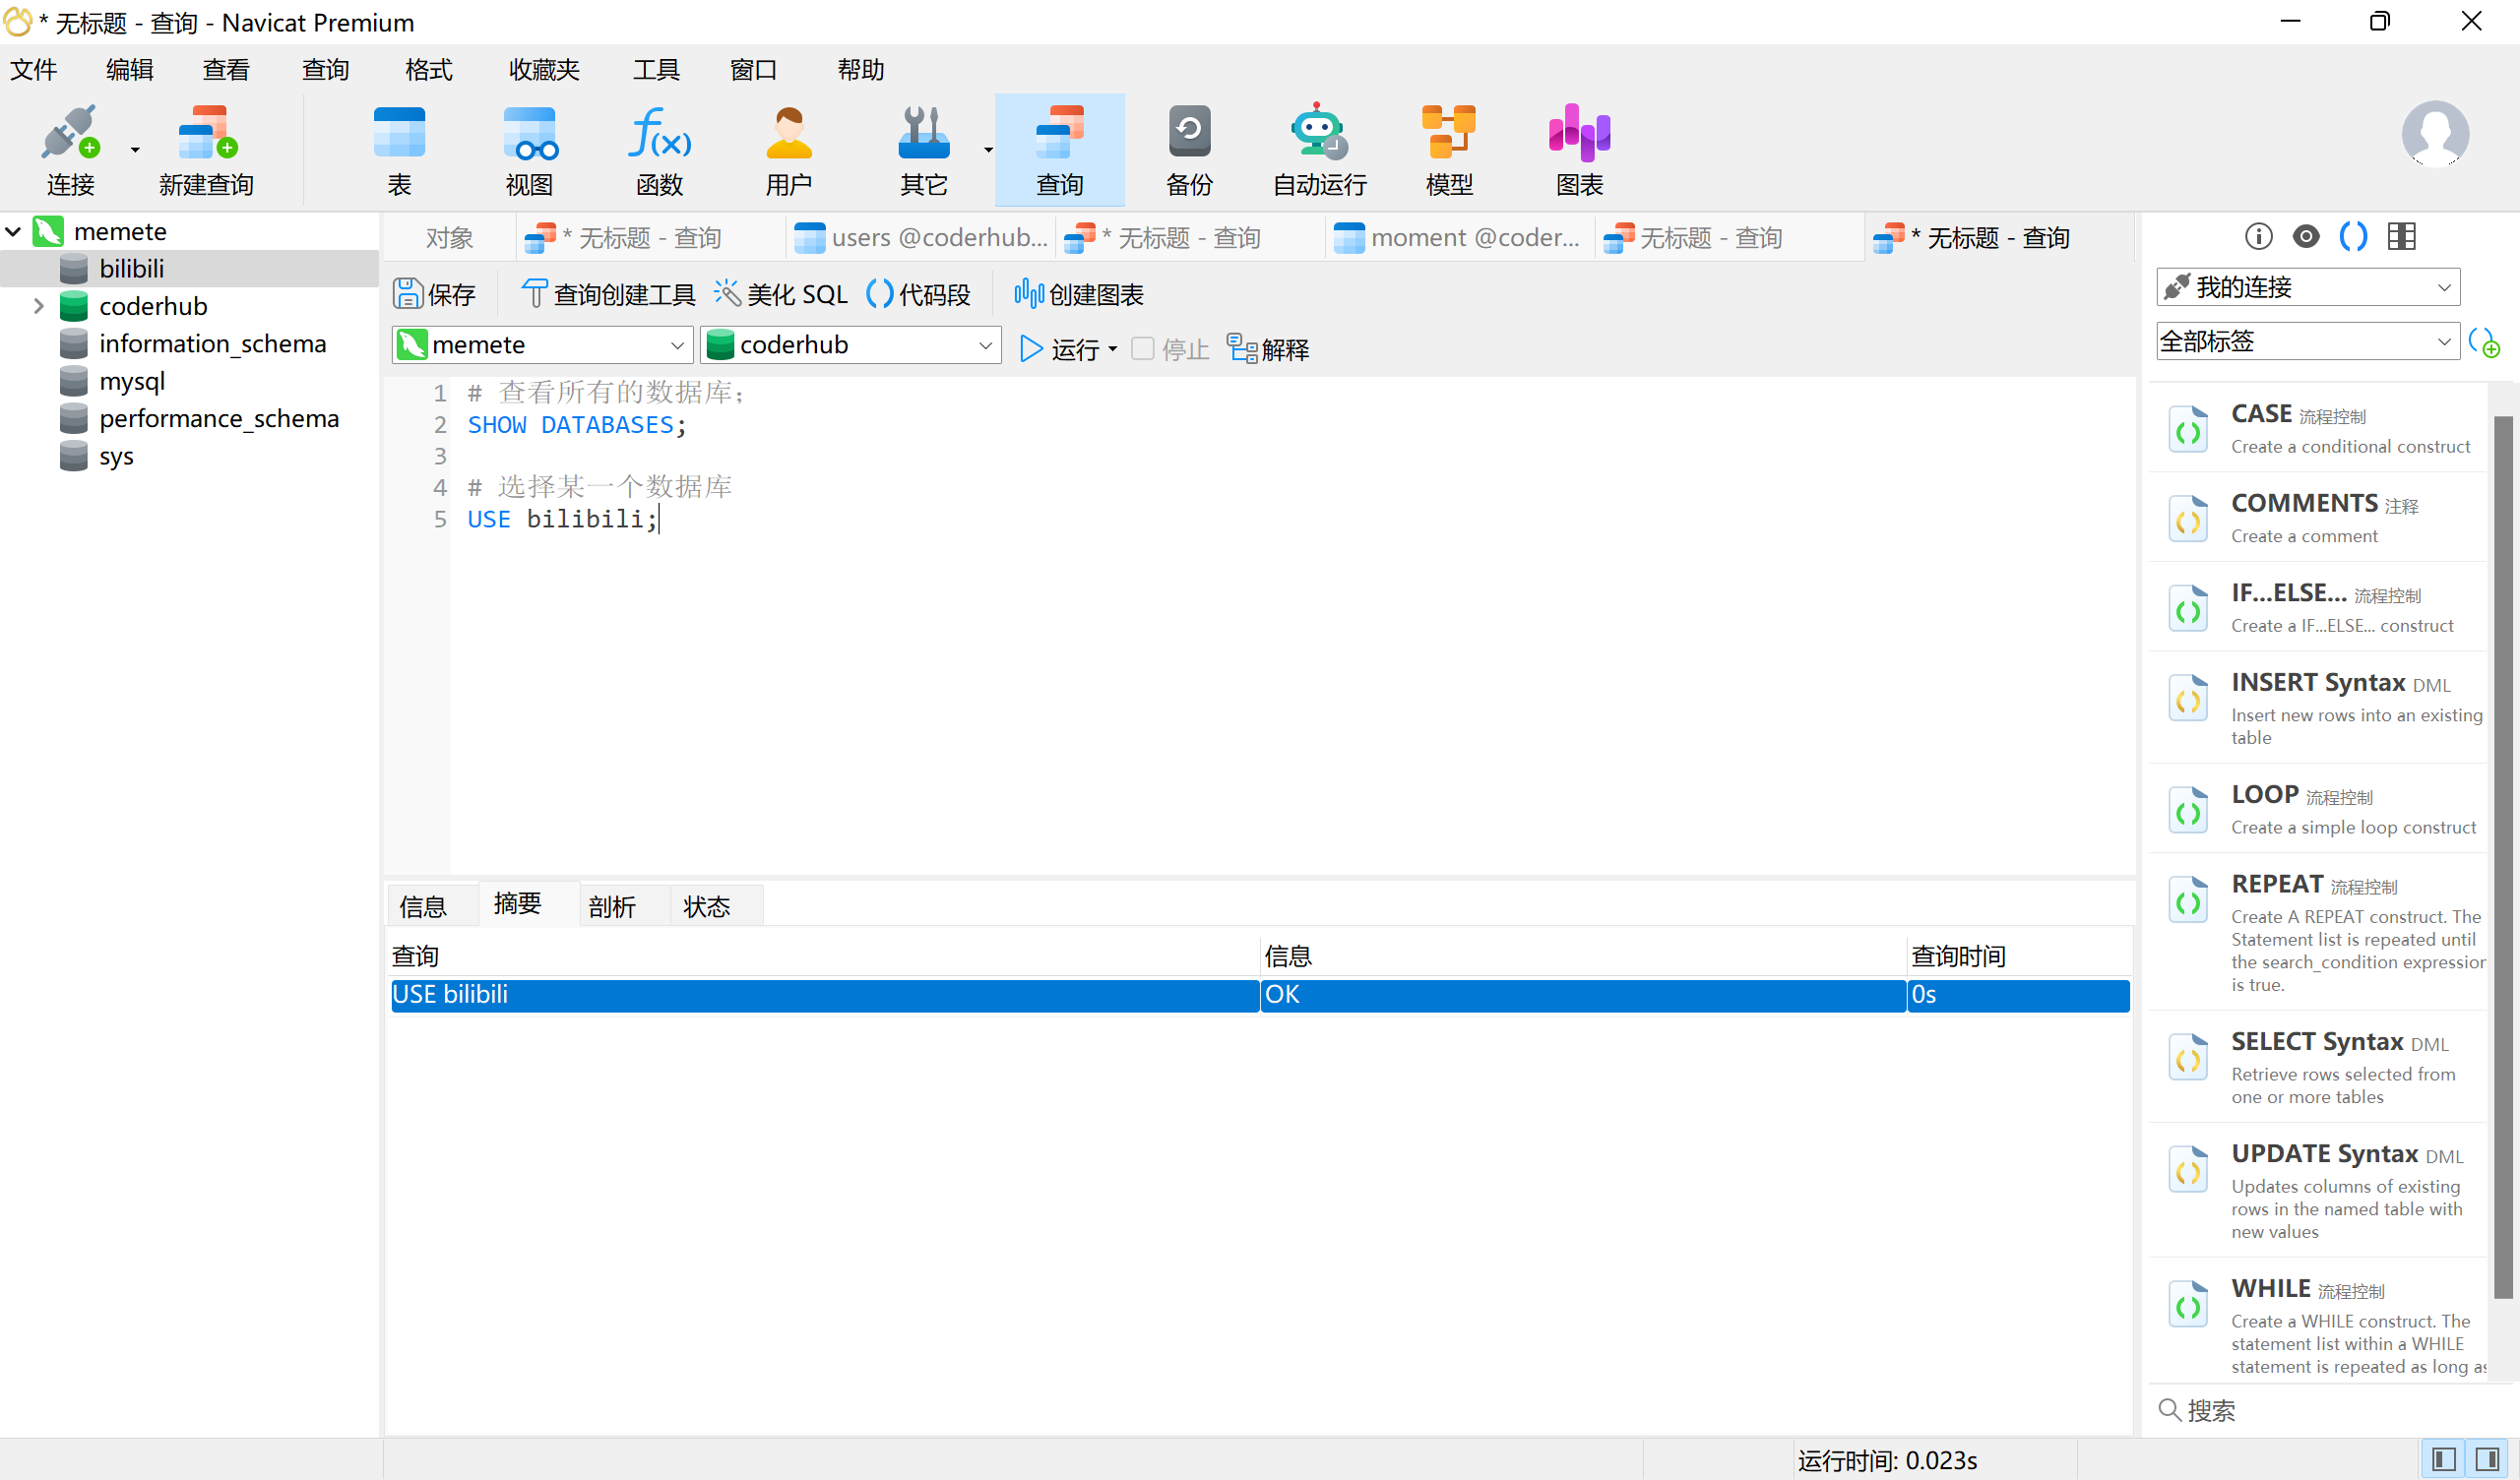 * 无标题 - 查询 - Navicat Premium
文件 编辑 查看 查询 格式 收藏夹 工具 窗口 帮助
连接 新建查询 表 视图 函数 用户 其它 查询 备份 自动运行 模型 图表
memete
bilibili
coderhub
information_schema
mysql
performance_schema
sys
对象 * 无标题 - 查询 users @coderhub... * 无标题 - 查询 moment @coder... 无标题 - 查询 * 无标题 - 查询
保存 查询创建工具 美化 SQL 代码段 创建图表
memete coderhub 运行 停止 解释
1 # 查看所有的数据库；
2 SHOW DATABASES;
3
4 # 选择某一个数据库
5 USE bilibili;
信息 摘要 剖析 状态
查询 信息 查询时间
USE bilibili OK 0s
我的连接
全部标签
CASE 流程控制
Create a conditional construct
COMMENTS 注释
Create a comment
IF...ELSE... 流程控制
Create a IF...ELSE... construct
INSERT Syntax DML
Insert new rows into an existing
table
LOOP 流程控制
Create a simple loop construct
REPEAT 流程控制
Create A REPEAT construct. The
Statement list is repeated until
the search_condition expression
is true.
SELECT Syntax DML
Retrieve rows selected from
one or more tables
UPDATE Syntax DML
Updates columns of existing
rows in the named table with
new values
WHILE 流程控制
Create a WHILE construct. The
statement list within a WHILE
statement is repeated as long as
搜索
运行时间: 0.023s